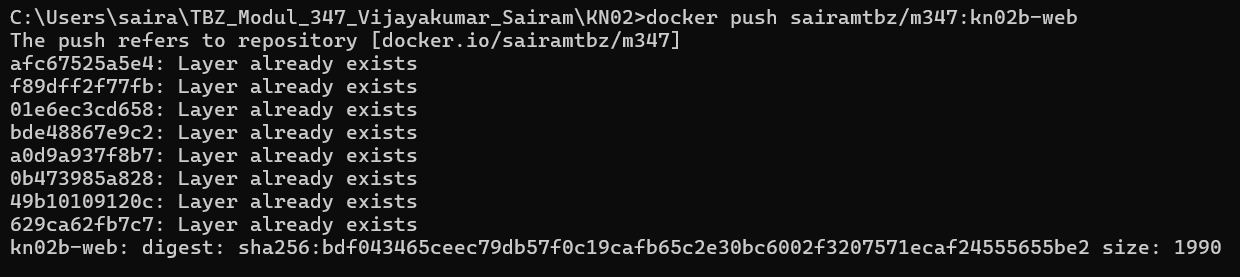 C:\Users\saira\TBZ_Modul_347_Vijayakumar_Sairam\KN02>docker push sairamtbz/m347:kn02b-web
The push refers to repository [docker.io/sairamtbz/m347]
afc67525a5e4: Layer already exists
f89dff2f77fb: Layer already exists
01e6ec3cd658: Layer already exists
bde48867e9c2: Layer already exists
a0d9a937f8b7: Layer already exists
0b473985a828: Layer already exists
49b10109120c: Layer already exists
629ca62fb7c7: Layer already exists
kn02b-web: digest: sha256:bdf043465ceec79db57f0c19cafb65c2e30bc6002f3207571ecaf24555655be2 size: 1990